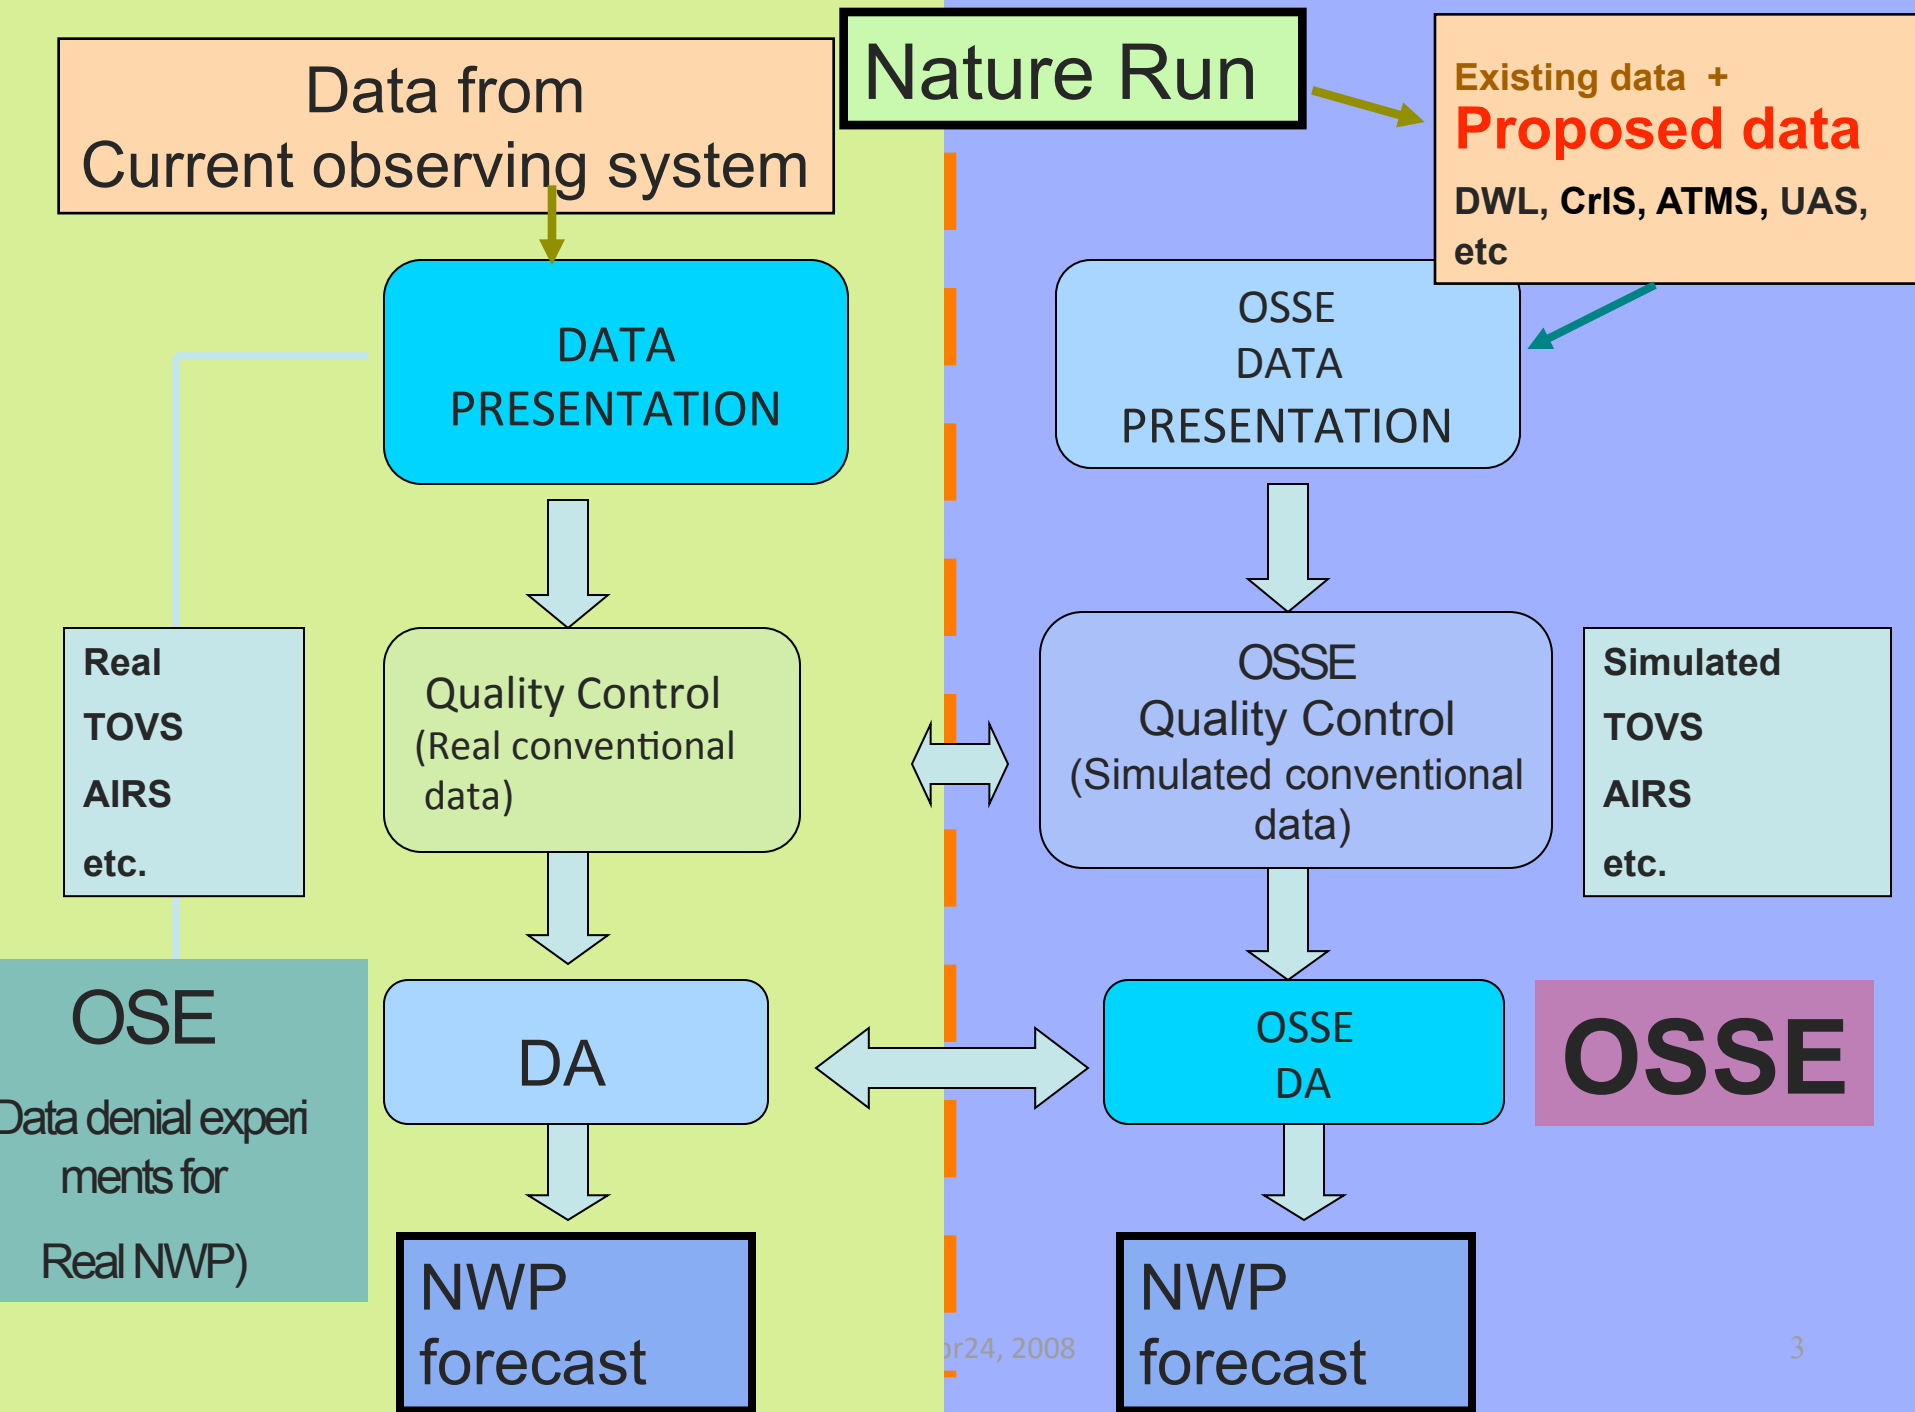 Data from
Current observing system
Nature Run
Existing data +
Proposed data
DWL, CrIS, ATMS, UAS,
etc
DATA
PRESENTATION
OSSE
DATA
PRESENTATION
Real
TOVS
AIRS
etc.
Quality Control
(Real conventional
data)
OSSE
Quality Control
(Simulated conventional
data)
Simulated
TOVS
AIRS
etc.
OSE
Data denial experi
ments for
Real NWP)
DA
OSSE
DA
OSSE
NWP
forecast
NWP
forecast
24, 2008
3